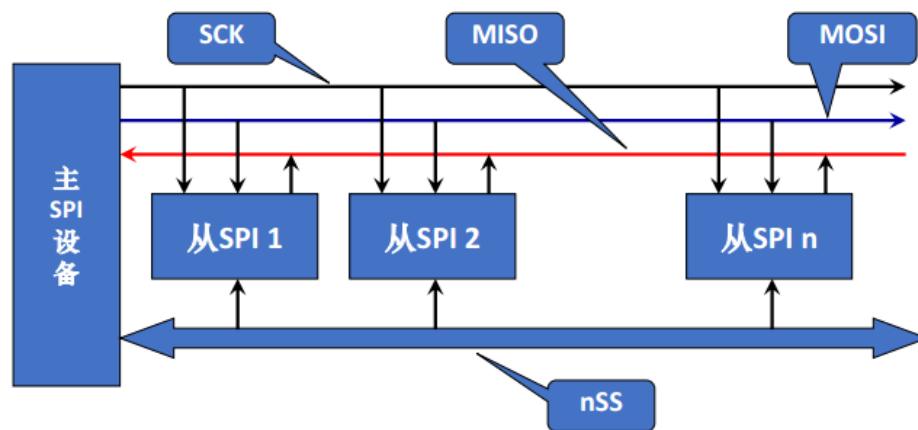 SCK
MISO
MOSI
主
SPI
设
备
从SPI 1
从SPI 2
从SPI n
nSS